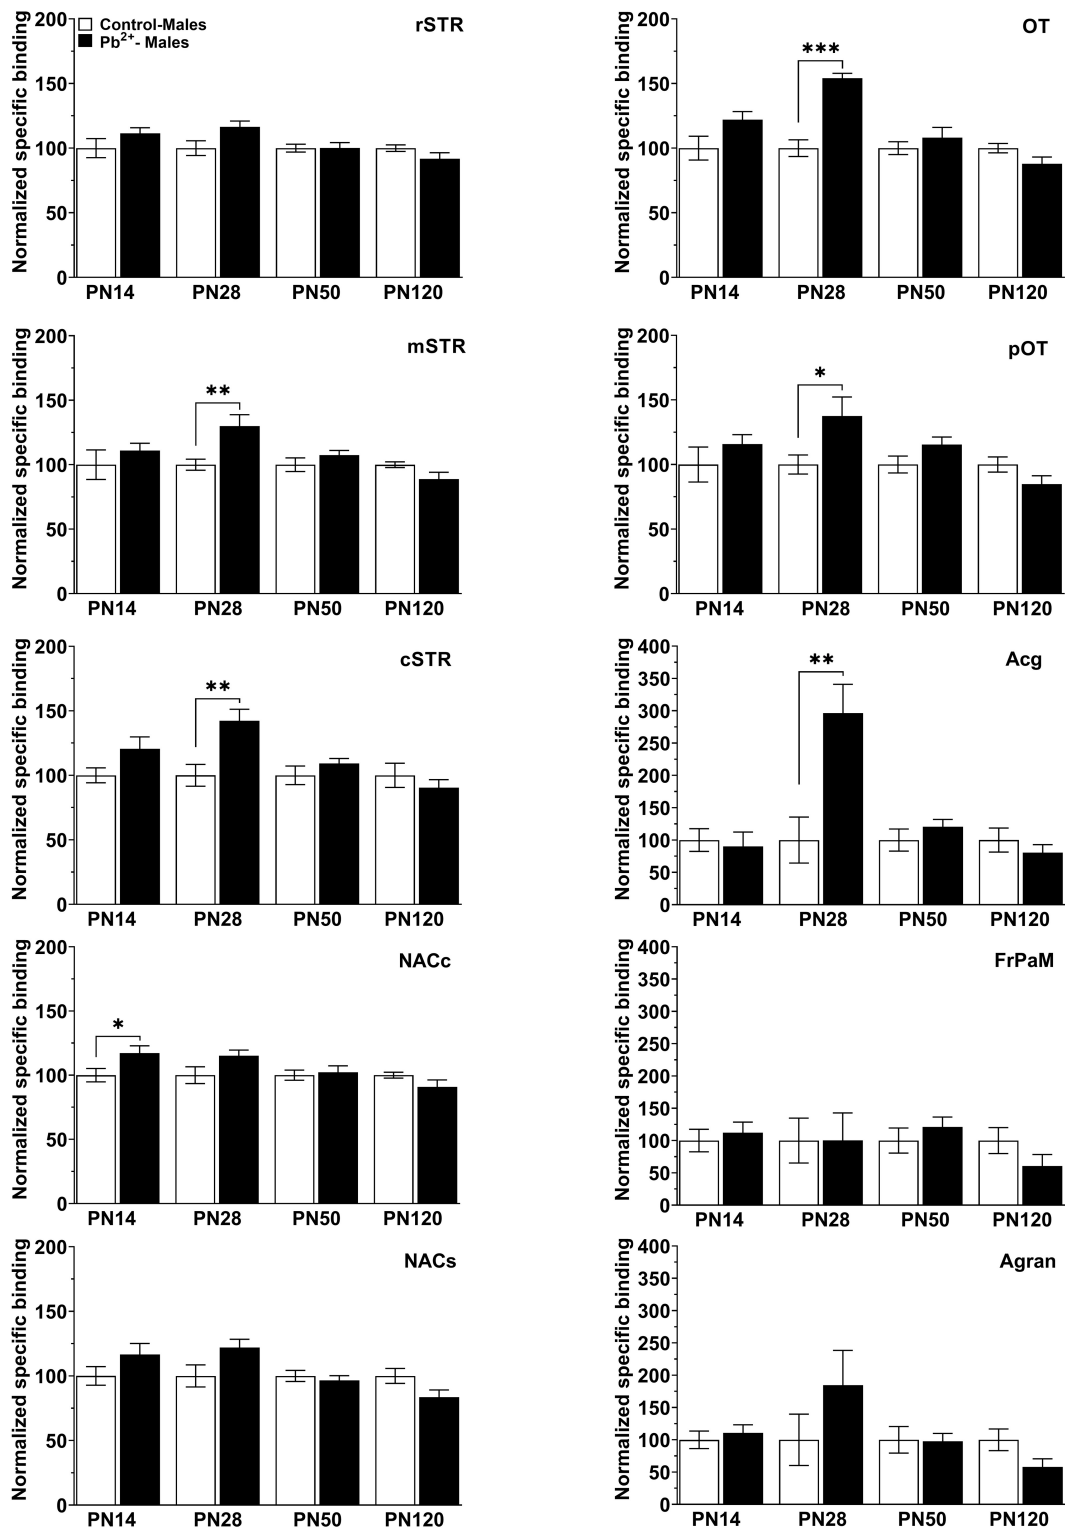 Control-Males
Pb2+- Males
rSTR
Normalized specific binding
200
150
100
50
0
PN14 PN28 PN50 PN120
OT
***
Normalized specific binding
200
150
100
50
0
PN14 PN28 PN50 PN120
mSTR
**
Normalized specific binding
200
150
100
50
0
PN14 PN28 PN50 PN120
pOT
*
Normalized specific binding
200
150
100
50
0
PN14 PN28 PN50 PN120
cSTR
**
Normalized specific binding
200
150
100
50
0
PN14 PN28 PN50 PN120
Acg
**
Normalized specific binding
400
350
300
250
200
150
100
50
0
PN14 PN28 PN50 PN120
NACc
*
Normalized specific binding
200
150
100
50
0
PN14 PN28 PN50 PN120
FrPaM
Normalized specific binding
400
350
300
250
200
150
100
50
0
PN14 PN28 PN50 PN120
NACs
Normalized specific binding
200
150
100
50
0
PN14 PN28 PN50 PN120
Agran
Normalized specific binding
400
350
300
250
200
150
100
50
0
PN14 PN28 PN50 PN120